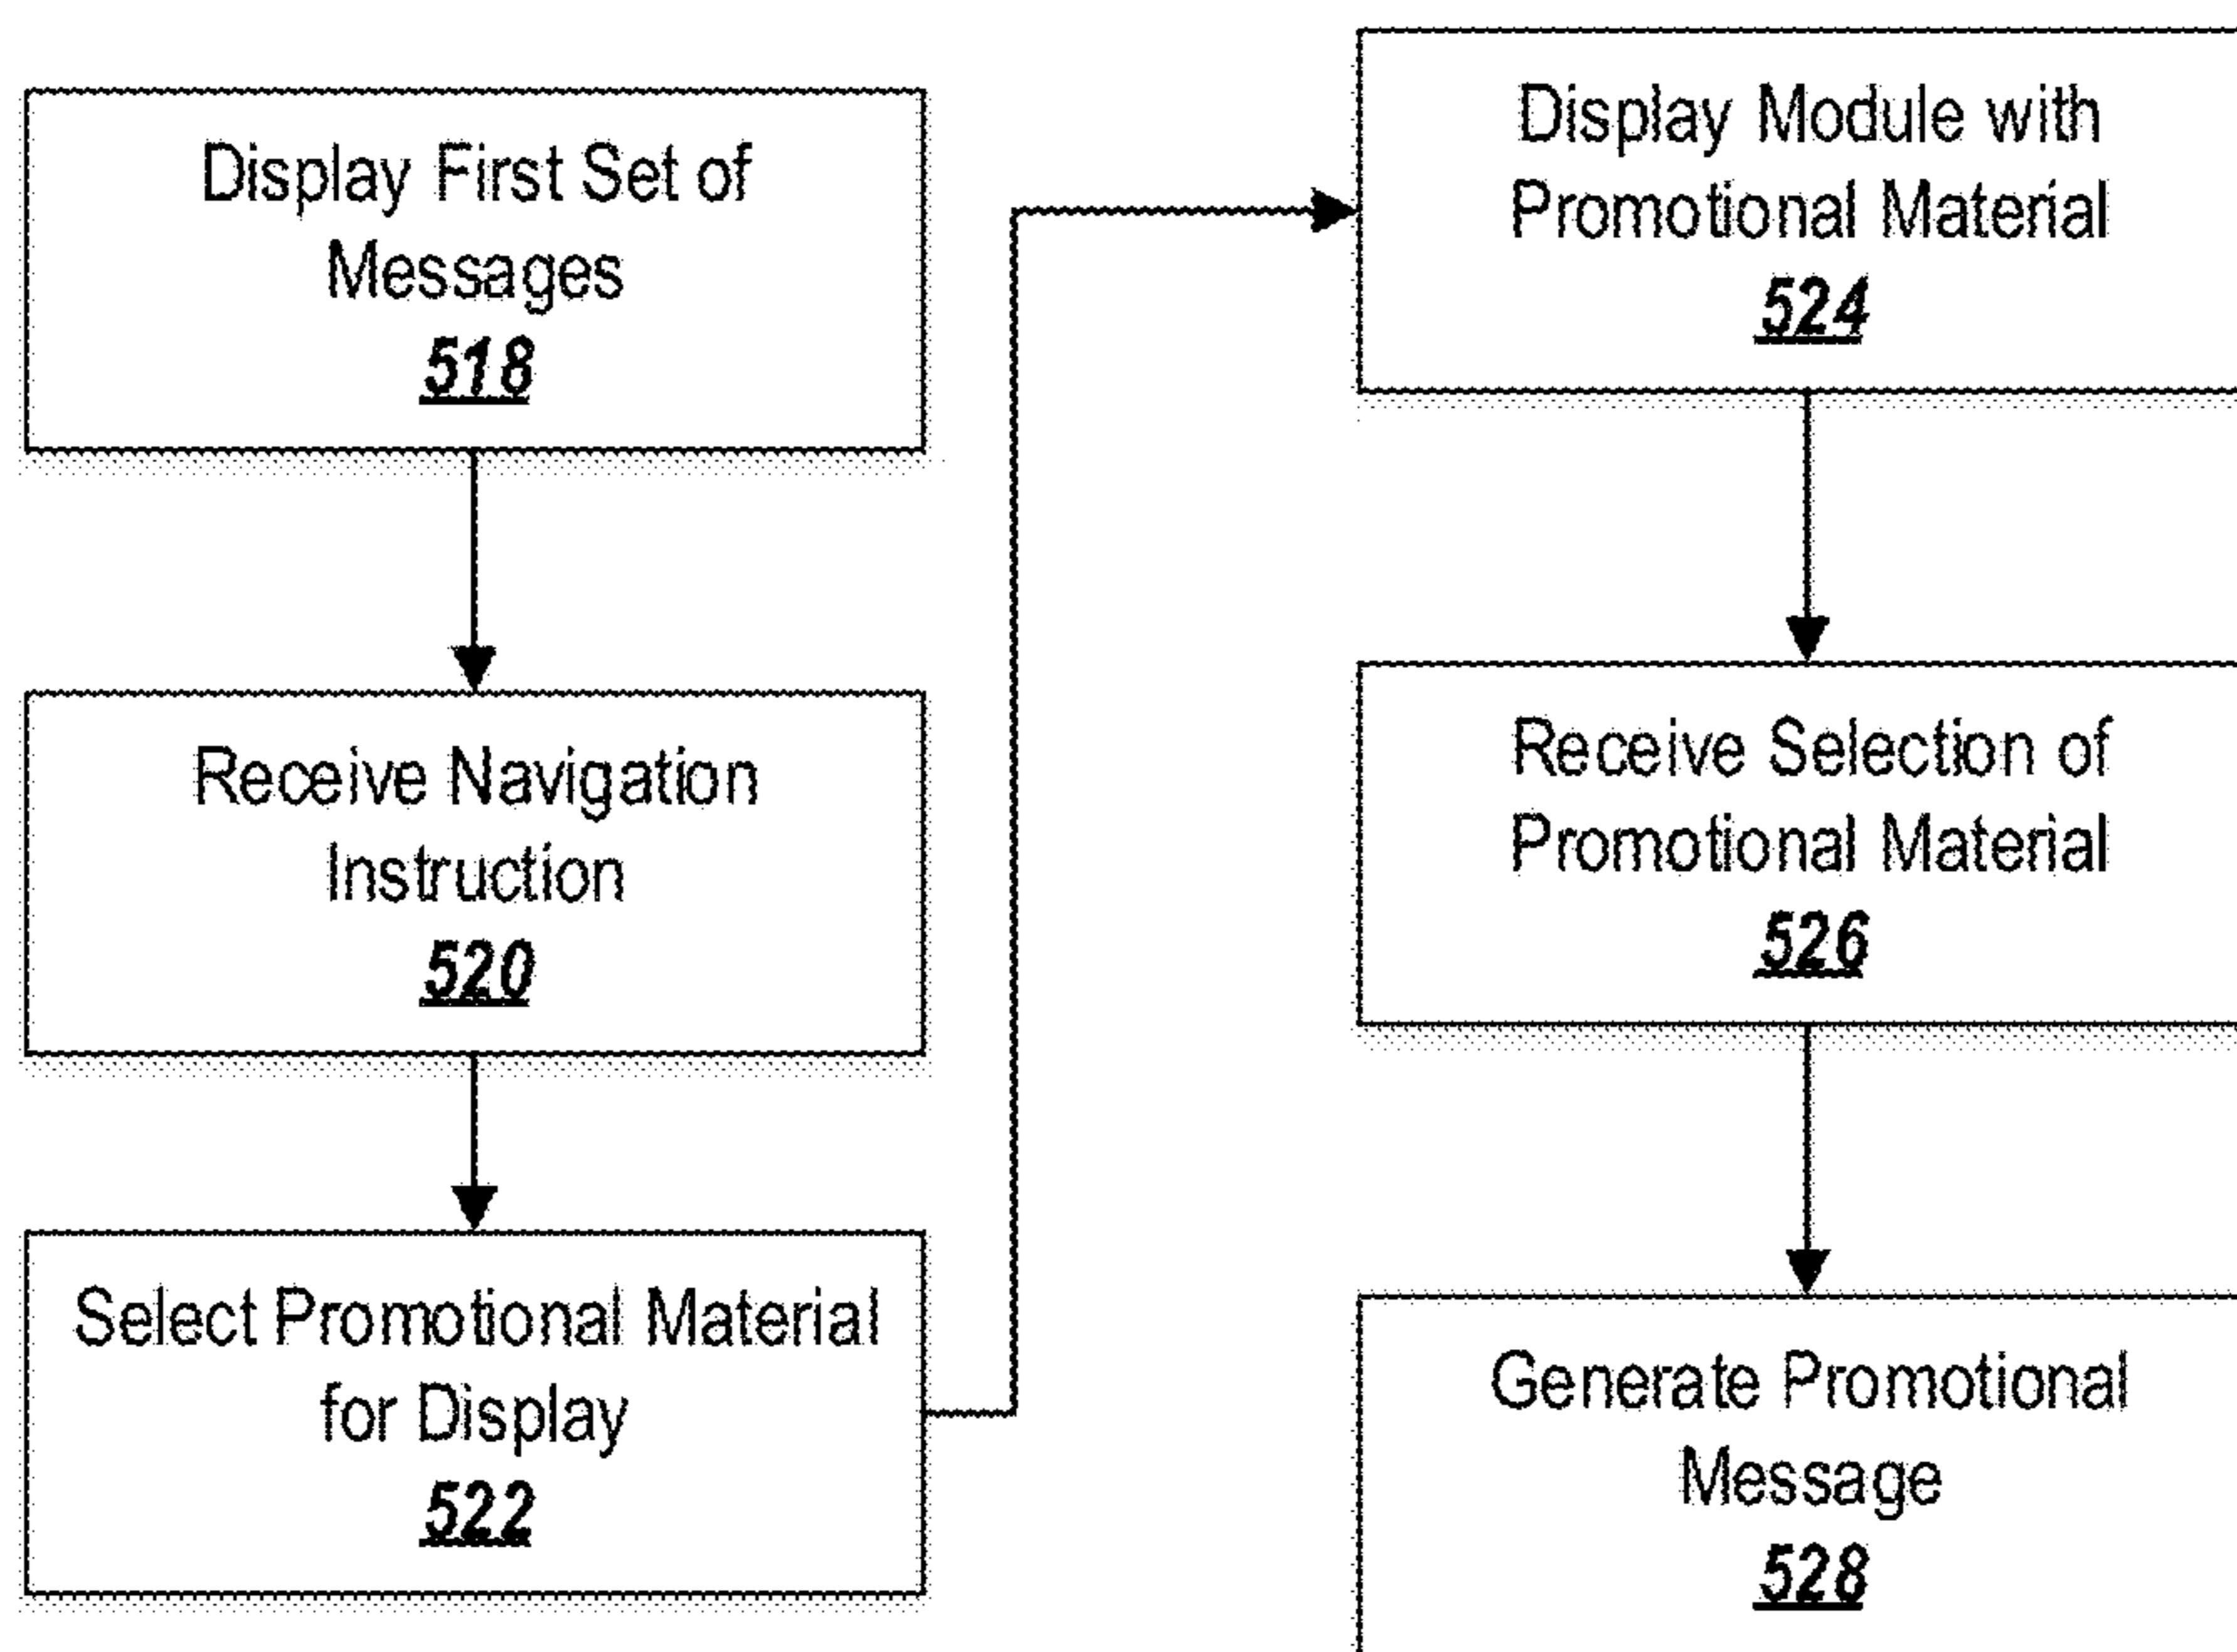 Display First Set of
Messages
518
Receive Navigation
Instruction
520
Select Promotional Material
for Display
522
Display Module with
Promotional Material
524
Receive Selection of
Promotional Material
526
Generate Promotional
Message
528